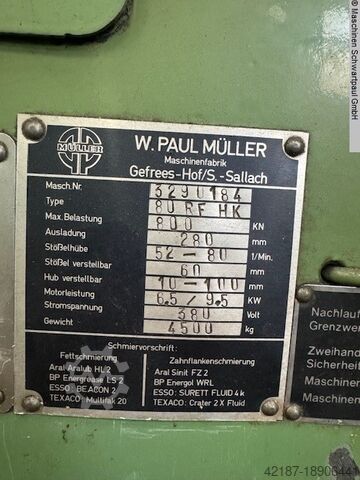 © Maschinen Schwartpaul GmbH
MÜLLER
W. PAUL MÜLLER
Maschinenfabrik
Gefrees-Hof/S.-Sallach
Masch.Nr. 3290184
Type 80 RF HK
Max. Belastung 800 KN
Ausladung 280 mm
Stößelhübe 52 - 80 1/Min.
Stößel verstellbar 60 mm
Hub verstellbar 10 - 100 mm
Motorleistung 6.5 / 9.5 KW
Stromspannung 380 Volt
Gewicht 4500 kg
Schmiervorschrift:
Fettschmierung
Aral Aralub HL 2
BP Energrease LS 2
ESSO: BEACON 2
TEXACO: Multifak 20
Zahnflankenschmierung
Aral Sinit FZ 2
BP Energol WRL
ESSO: SURETT FLUID 4 k
TEXACO: Crater 2 X Fluid
Nachlauf
Grenzwer
Zweihand
Sicherheit
Maschine
Maschine
42187-18906441